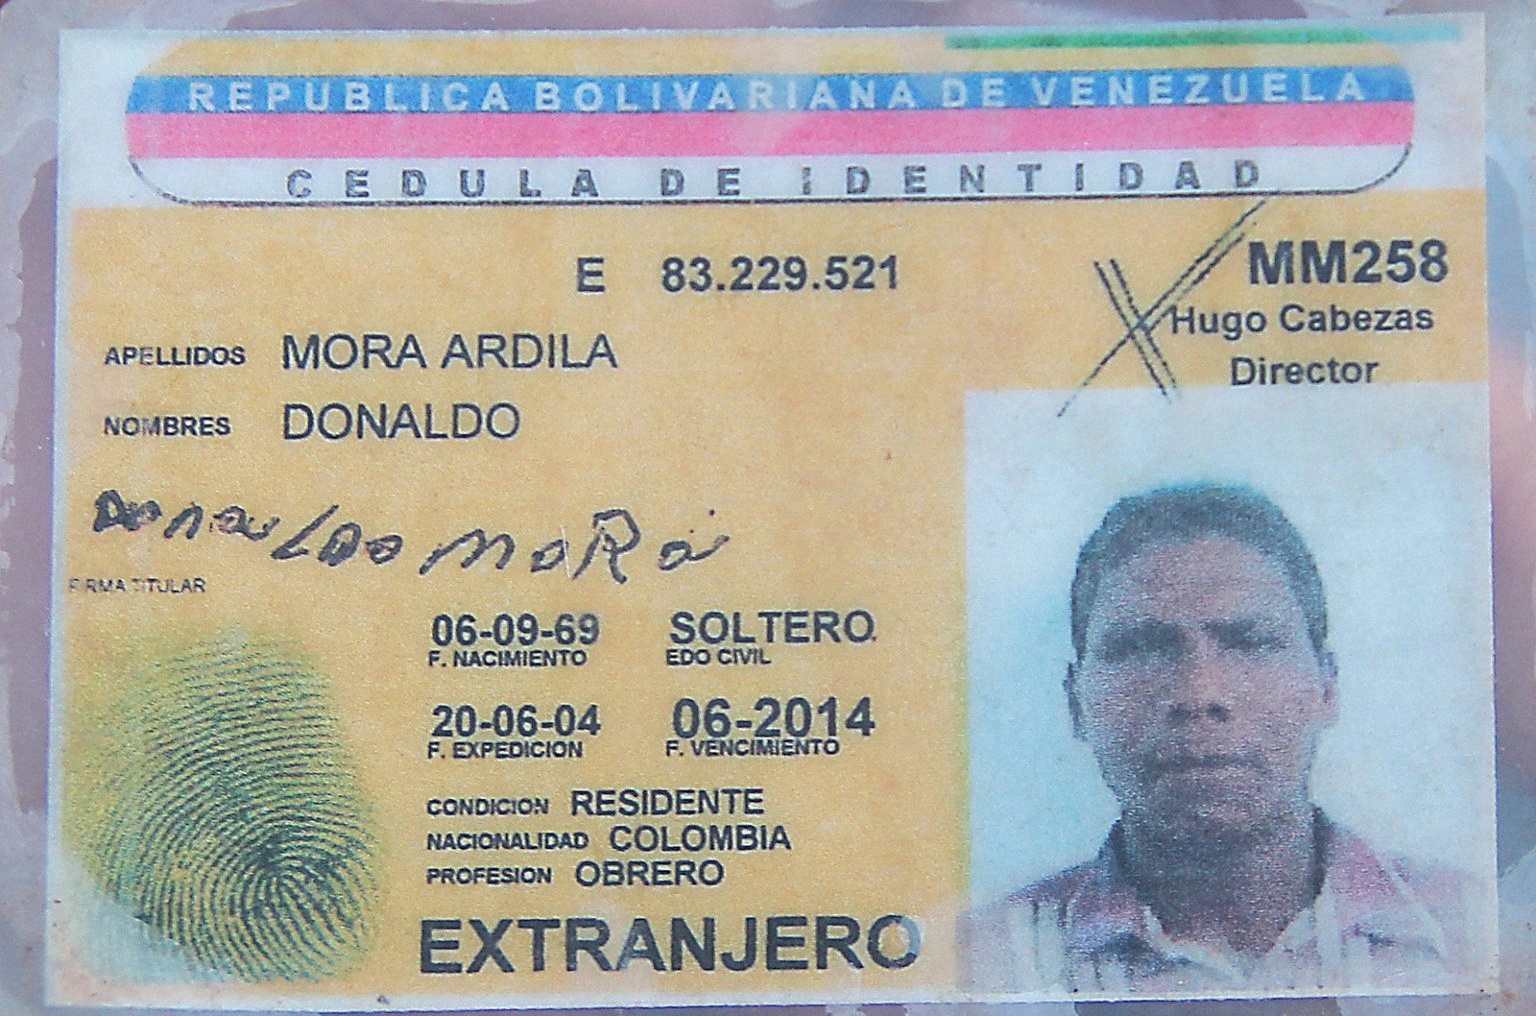 REPUBLICA BOLIVARIANA DE VENEZUELA
CEDULA DE IDENTIDAD
E 83.229.521
MM258
Hugo Cabezas
Director
APELLIDOS MORA ARDILA
NOMBRES DONALDO
Donaldo MoRa
FIRMA TITULAR
06-09-69 SOLTERO
F. NACIMIENTO EDO CIVIL
20-06-04 06-2014
F. EXPEDICION F. VENCIMIENTO
CONDICION RESIDENTE
NACIONALIDAD COLOMBIA
PROFESION OBRERO
EXTRANJERO